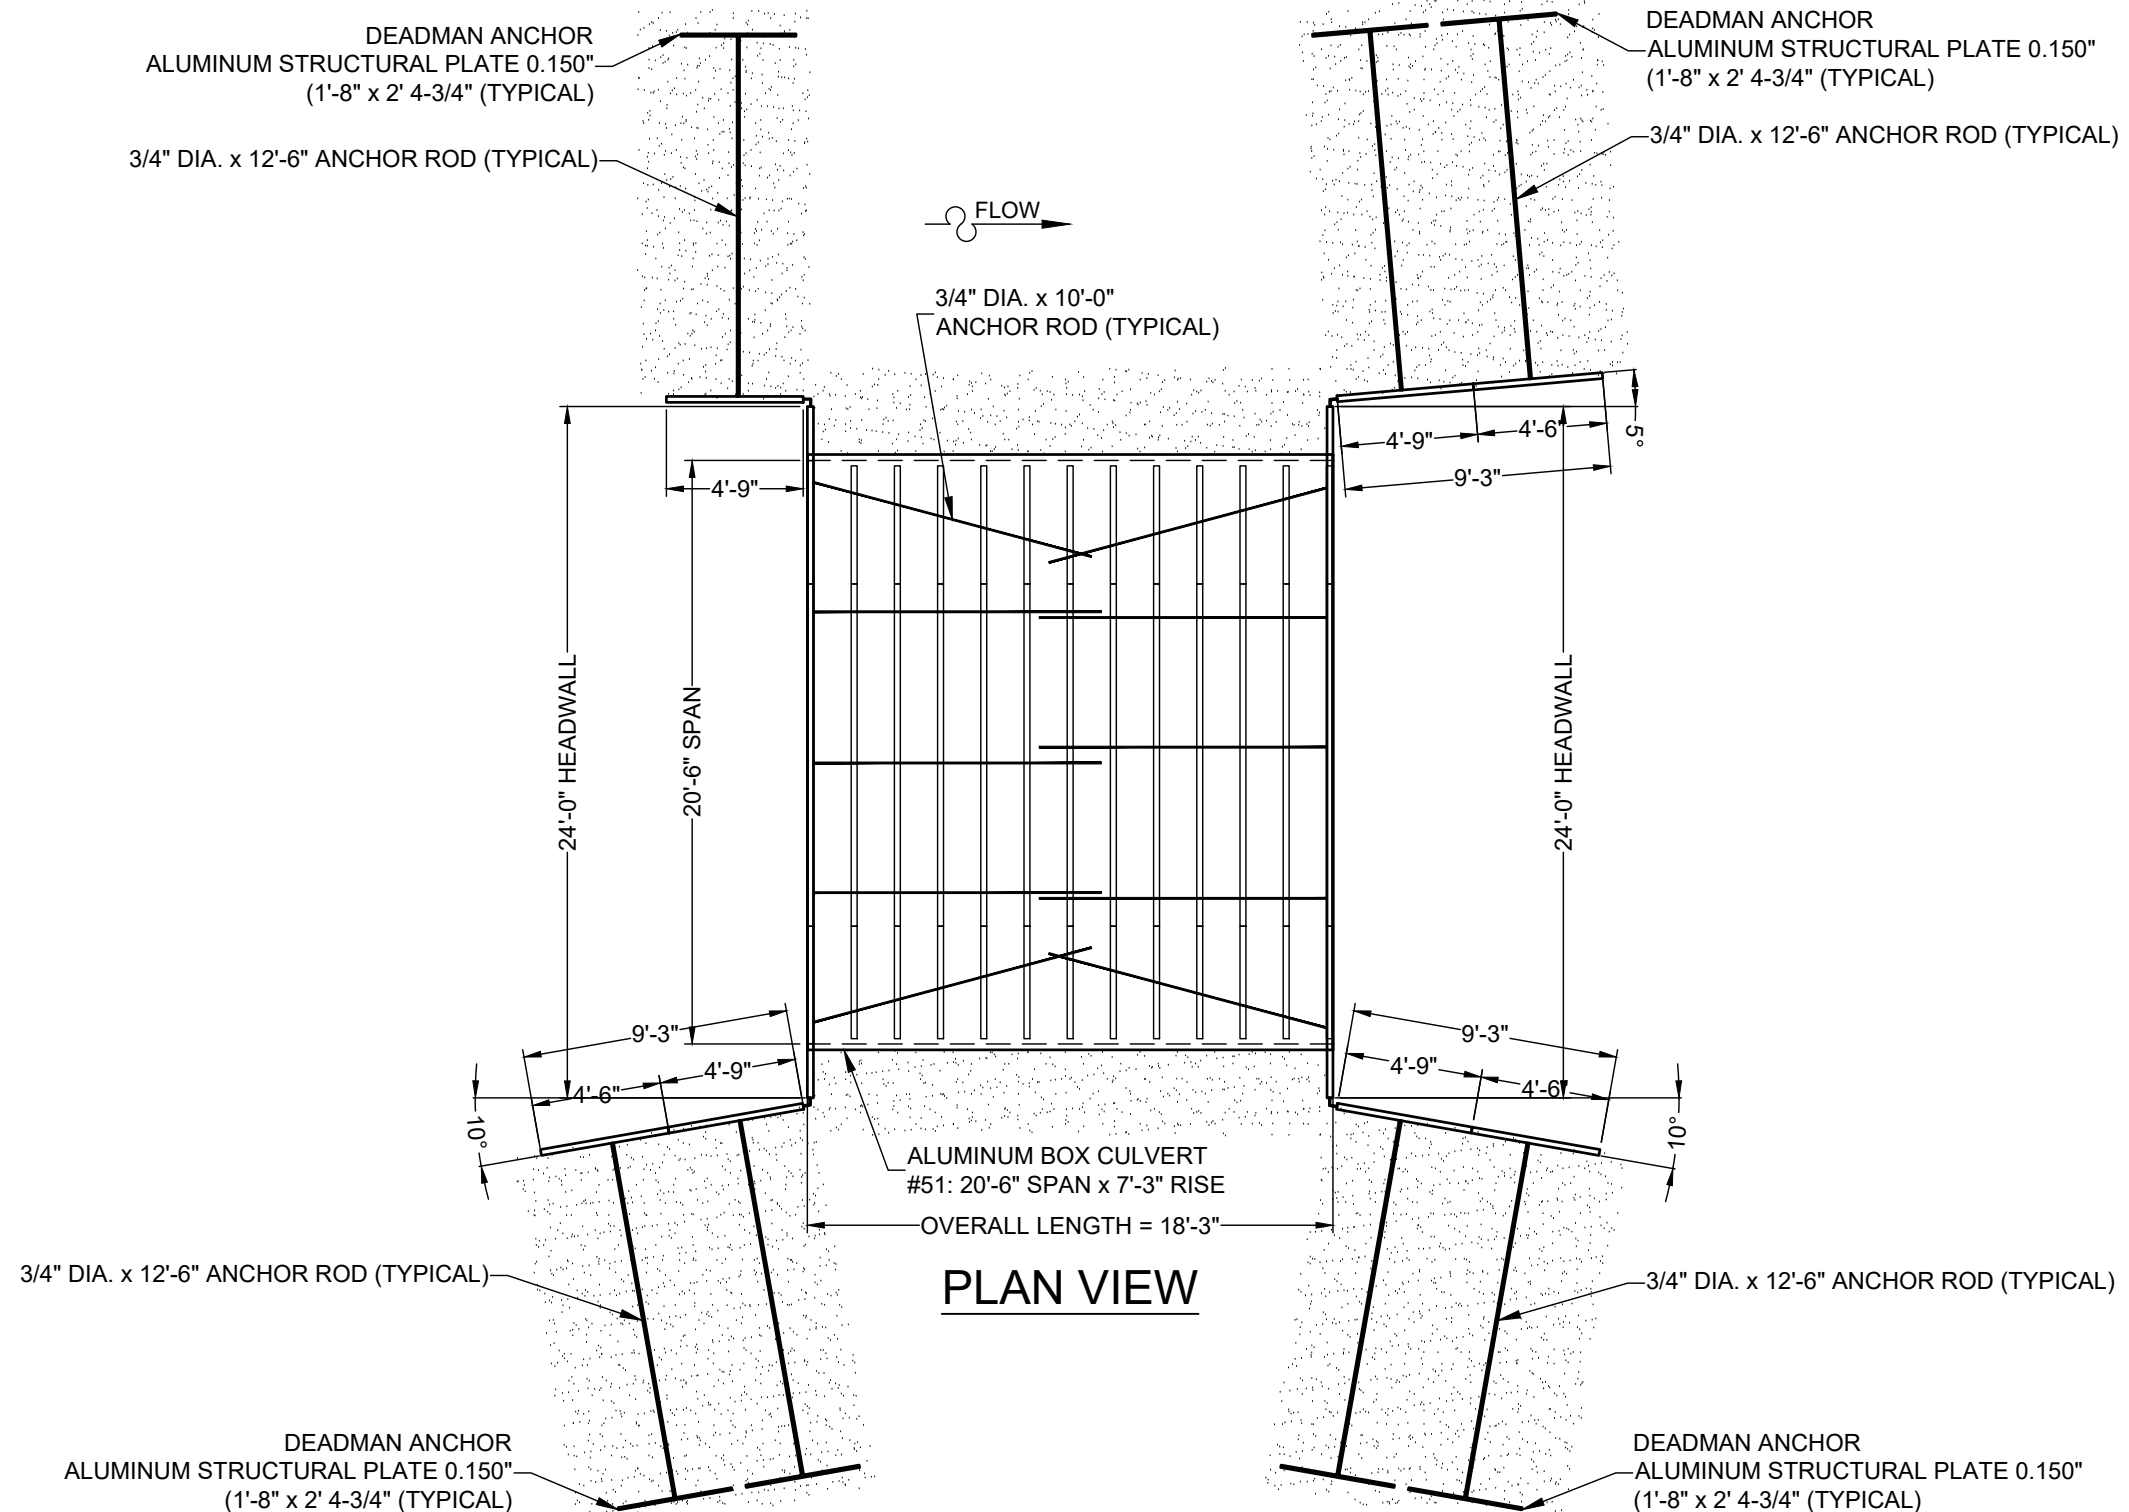 DEADMAN ANCHOR
ALUMINUM STRUCTURAL PLATE 0.150"
(1'-8" x 2' 4-3/4" (TYPICAL)
3/4" DIA. x 12'-6" ANCHOR ROD (TYPICAL)
DEADMAN ANCHOR
ALUMINUM STRUCTURAL PLATE 0.150"
(1'-8" x 2' 4-3/4" (TYPICAL)
3/4" DIA. x 12'-6" ANCHOR ROD (TYPICAL)
FLOW
3/4" DIA. x 10'-0"
ANCHOR ROD (TYPICAL)
4'-9"
4'-9"
4'-6"
9'-3"
5°
24'-0" HEADWALL
20'-6" SPAN
24'-0" HEADWALL
9'-3"
4'-9"
4'-6"
10°
9'-3"
4'-9"
4'-6"
10°
ALUMINUM BOX CULVERT
#51: 20'-6" SPAN x 7'-3" RISE
OVERALL LENGTH = 18'-3"
PLAN VIEW
3/4" DIA. x 12'-6" ANCHOR ROD (TYPICAL)
3/4" DIA. x 12'-6" ANCHOR ROD (TYPICAL)
DEADMAN ANCHOR
ALUMINUM STRUCTURAL PLATE 0.150"
(1'-8" x 2' 4-3/4" (TYPICAL)
DEADMAN ANCHOR
ALUMINUM STRUCTURAL PLATE 0.150"
(1'-8" x 2' 4-3/4" (TYPICAL)